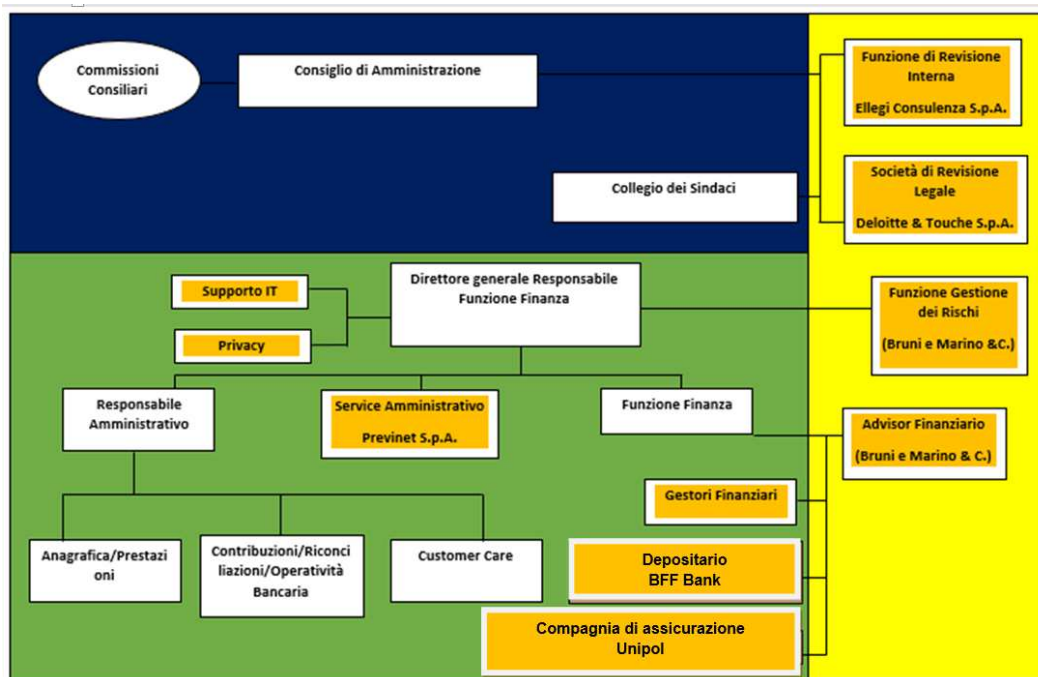 Commissioni
Consiliari
Consiglio di Amministrazione
Funzione di Revisione
Interna
Ellegi Consulenza S.p.A.
Collegio dei Sindaci
Società di Revisione
Legale
Deloitte & Touche S.p.A.
Direttore generale Responsabile
Funzione Finanza
Supporto IT
Privacy
Funzione Gestione
dei Rischi
(Bruni e Marino &C.)
Responsabile
Amministrativo
Service Amministrativo
Previnet S.p.A.
Funzione Finanza
Advisor Finanziario
(Bruni e Marino & C.)
Gestori Finanziari
Anagrafica/Prestazi
oni
Contribuzioni/Riconci
liazioni/Operatività
Bancaria
Customer Care
Depositario
BFF Bank
Compagnia di assicurazione
Unipol